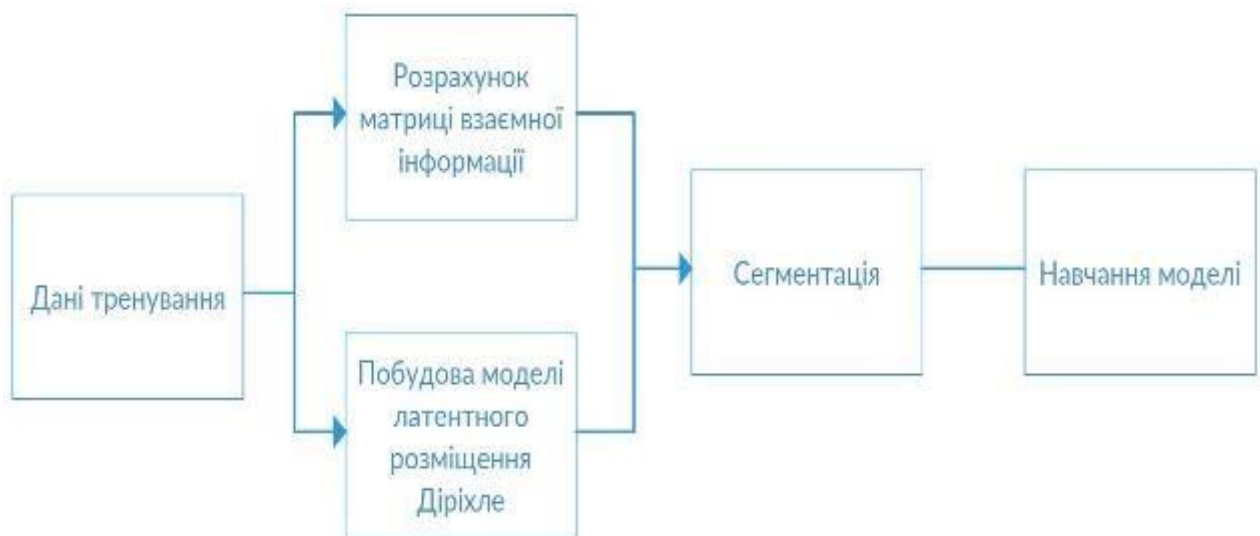 Розрахунок
матриці взаємної
інформації
Дані тренування
Сегментація
Навчання моделі
Побудова моделі
латентного
розміщення
Діріхле